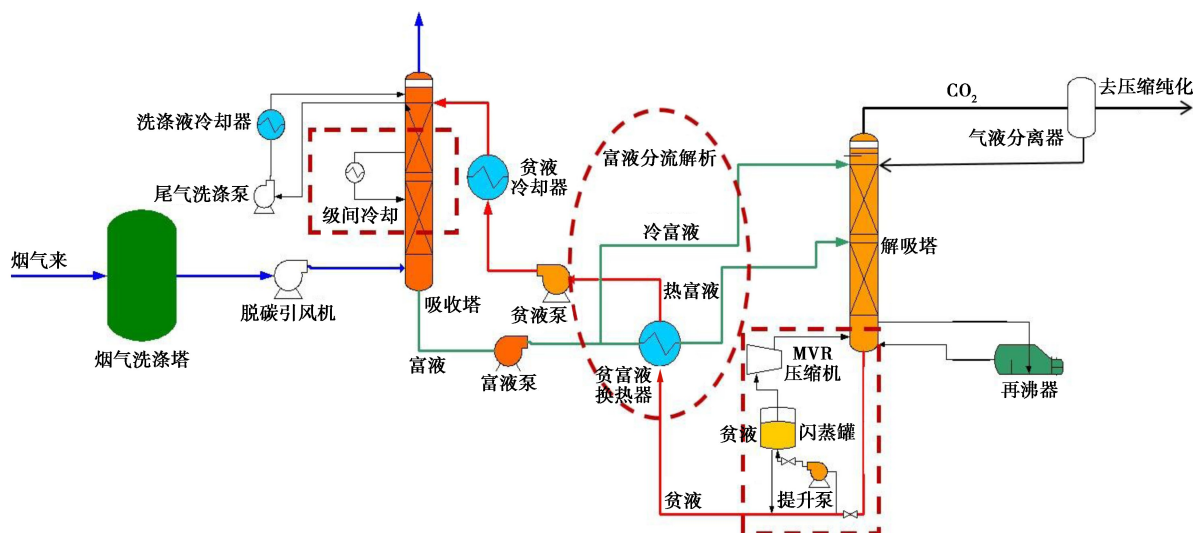 CO₂
去压缩纯化
气液分离器
洗涤液冷却器
富液分流解析
贫液
冷却器
尾气洗涤泵
级间冷却
冷富液
解吸塔
烟气来
热富液
脱碳引风机
吸收塔
贫液泵
烟气洗涤塔
富液
富液泵
贫富液
换热器
MVR
压缩机
再沸器
贫液
闪蒸罐
贫液
提升泵